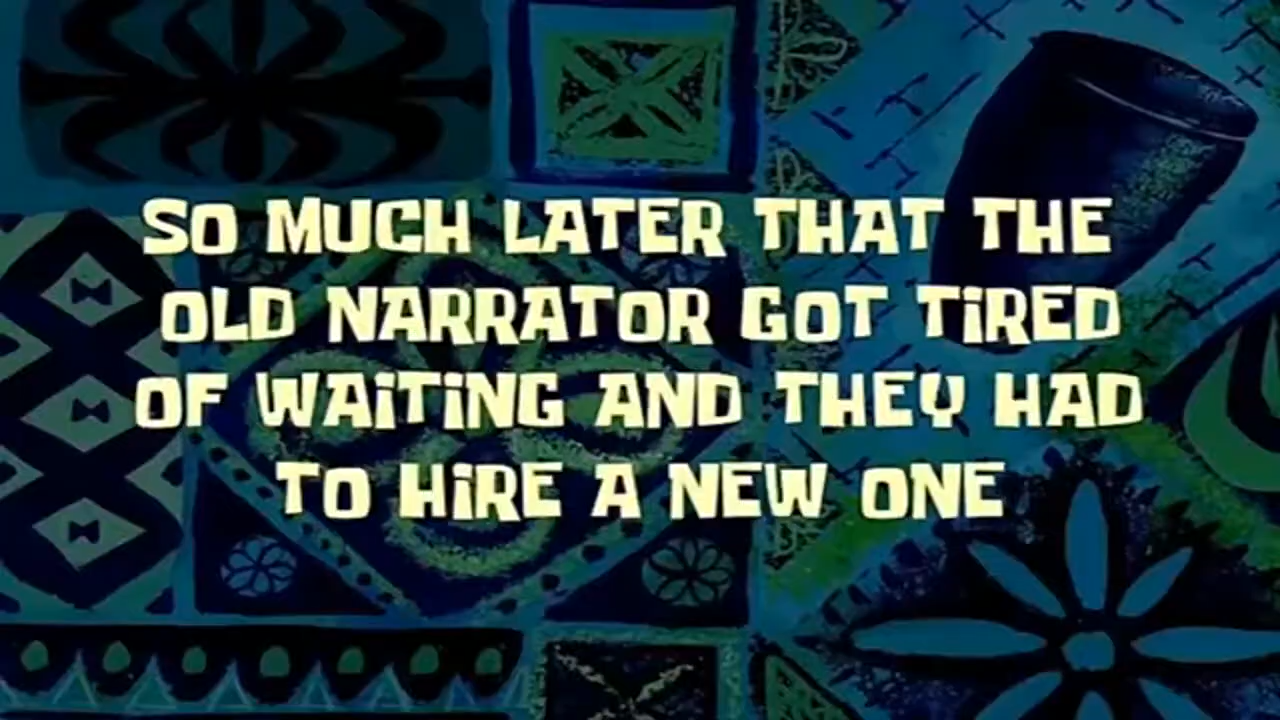 SO MUCH LATER THAT THE
OLD NARRATOR GOT TiRED
OF WAiTiNG AND THEY HAD
TO HiRE A NEW ONE